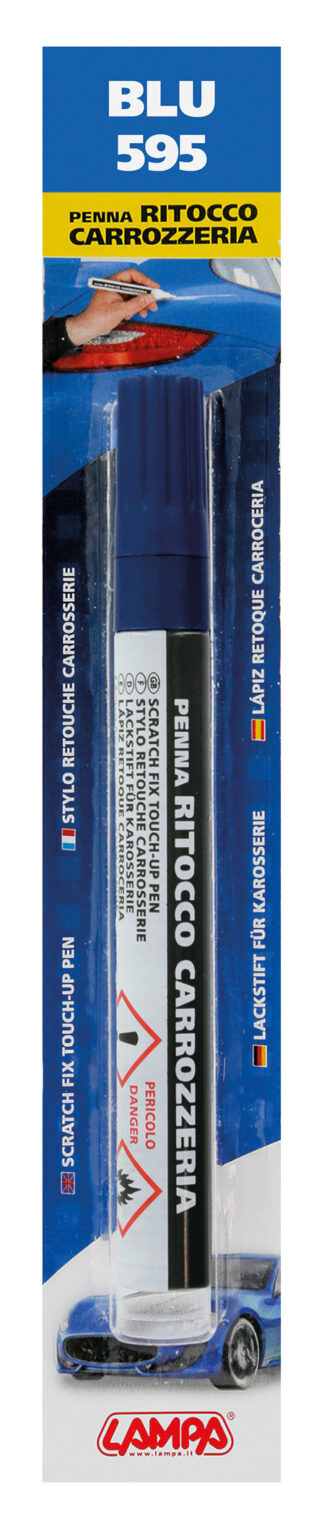 BLU
595
PENNA RITOCCO
CARROZZERIA
STYLO RETOUCHE CARROSSERIE
SCRATCH FIX TOUCH-UP PEN
LÁPIZ RETOQUE CARROCERIA
LACKSTIFT FÜR KAROSSERIE
PENNA RITOCCO CARROZZERIA
GB SCRATCH FIX TOUCH-UP PEN
F STYLO RETOUCHE CARROSSERIE
D LACKSTIFT FÜR KAROSSERIE
E LÁPIZ RETOQUE CARROCERIA
PERICOLO
DANGER
LAMPA®
www.lampa.it